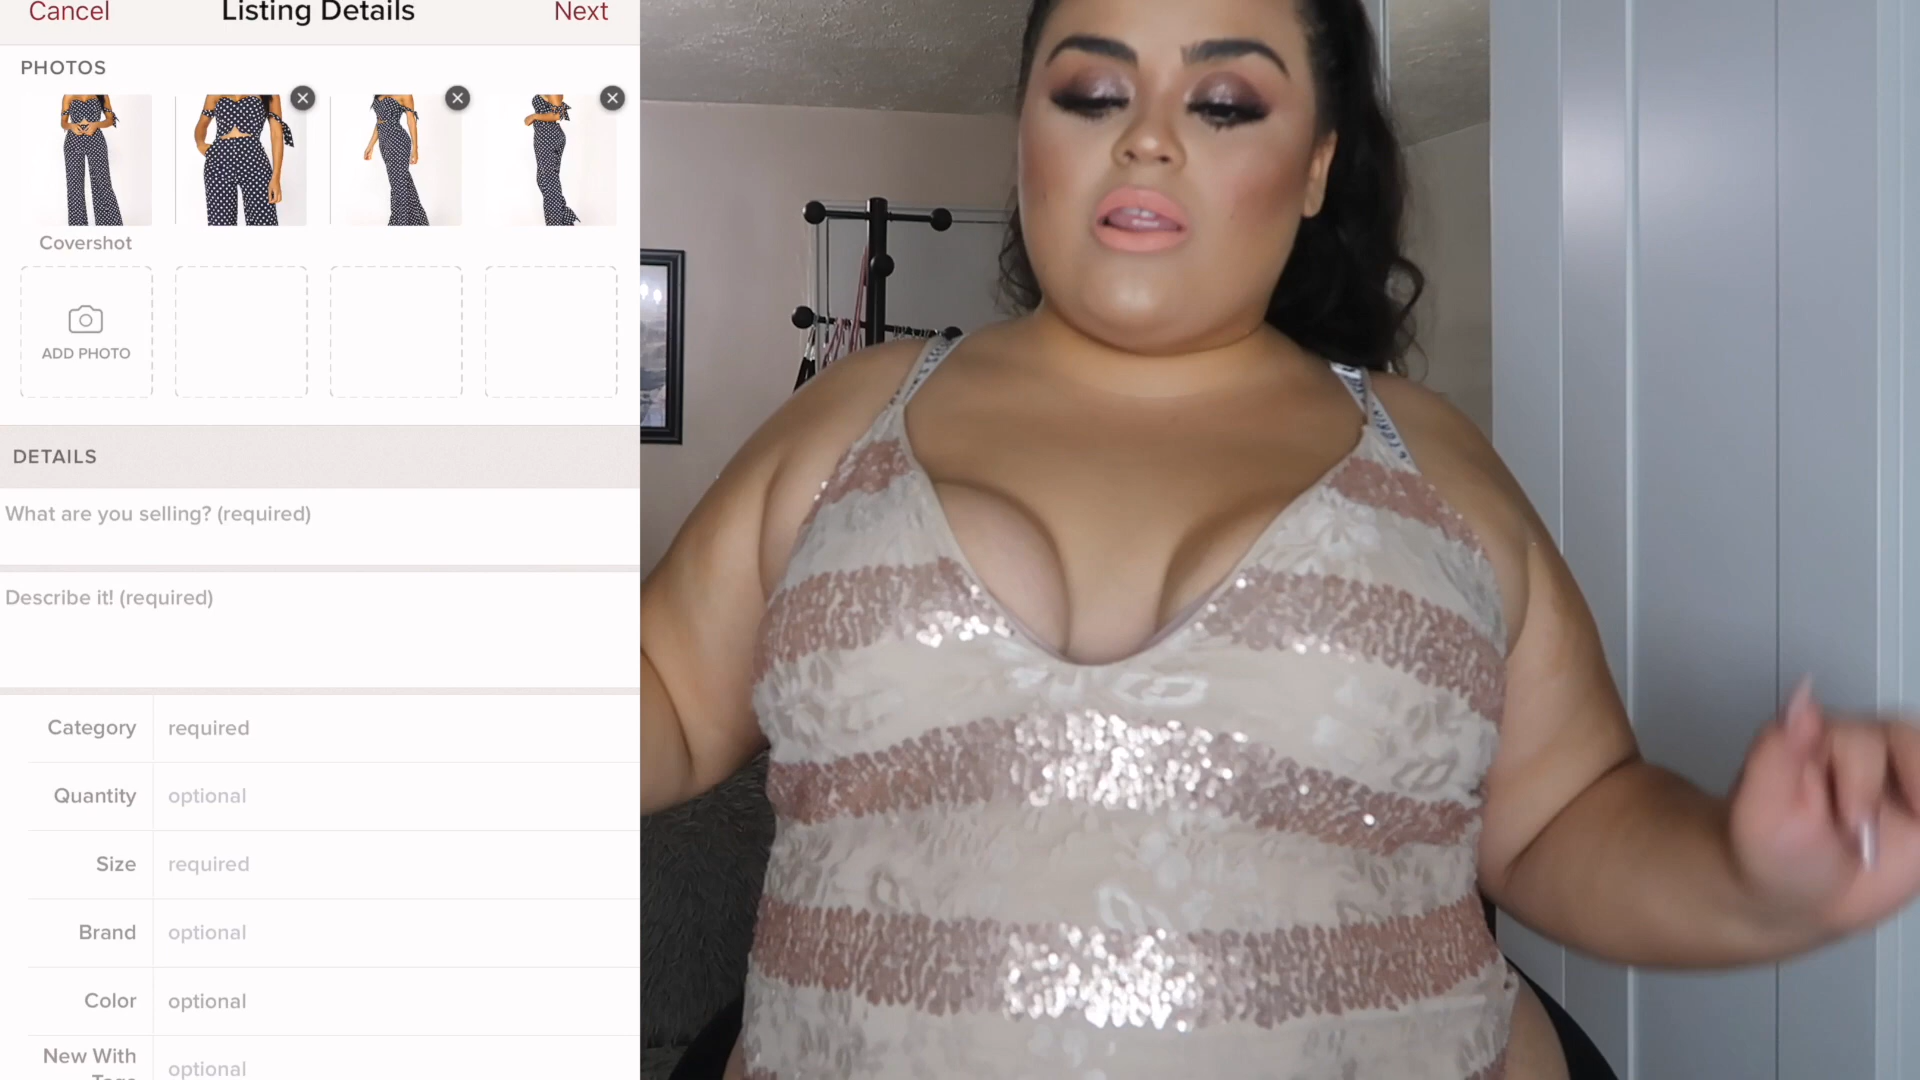 Cancel Listing Details Next
PHOTOS
Covershot
ADD PHOTO
DETAILS
What are you selling? (required)
Describe it! (required)
Category required
Quantity optional
Size required
Brand optional
Color optional
New With optional